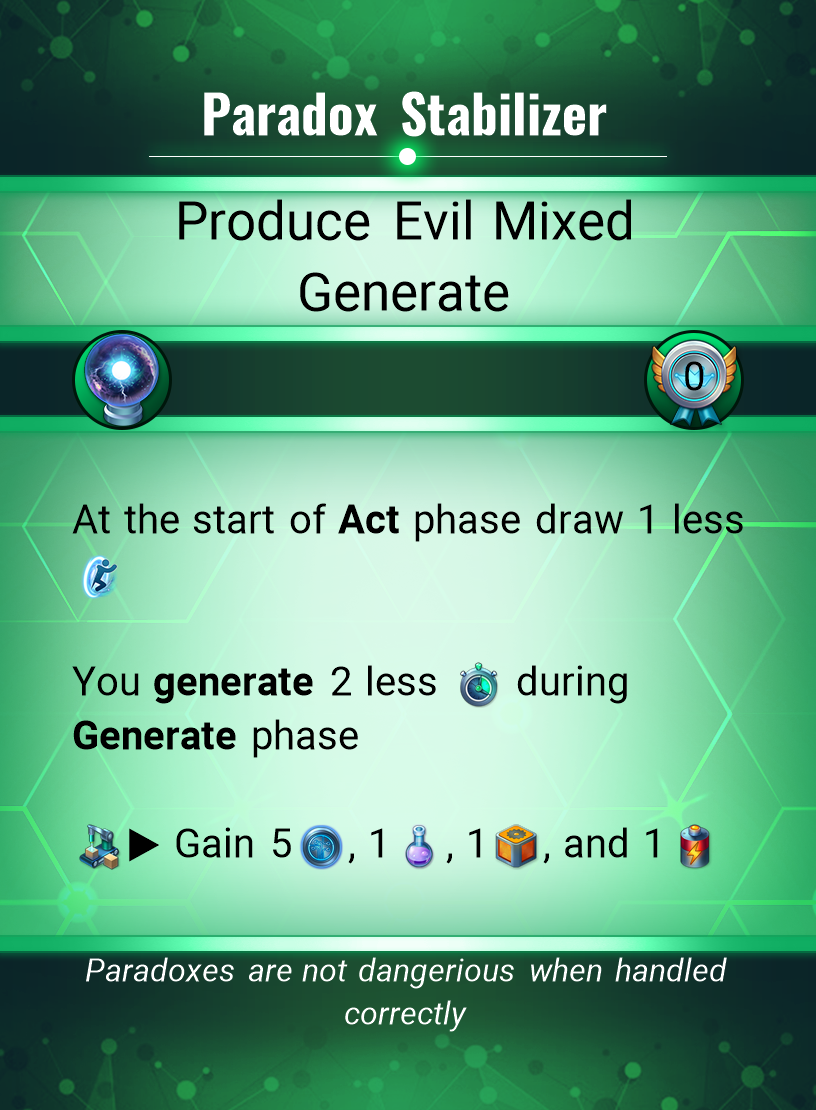 Paradox Stabilizer
Produce Evil Mixed
Generate
0
At the start of Act phase draw 1 less
You generate 2 less during
Generate phase
▶ Gain 5 , 1 , 1 , and 1
Paradoxes are not dangerious when handled
correctly